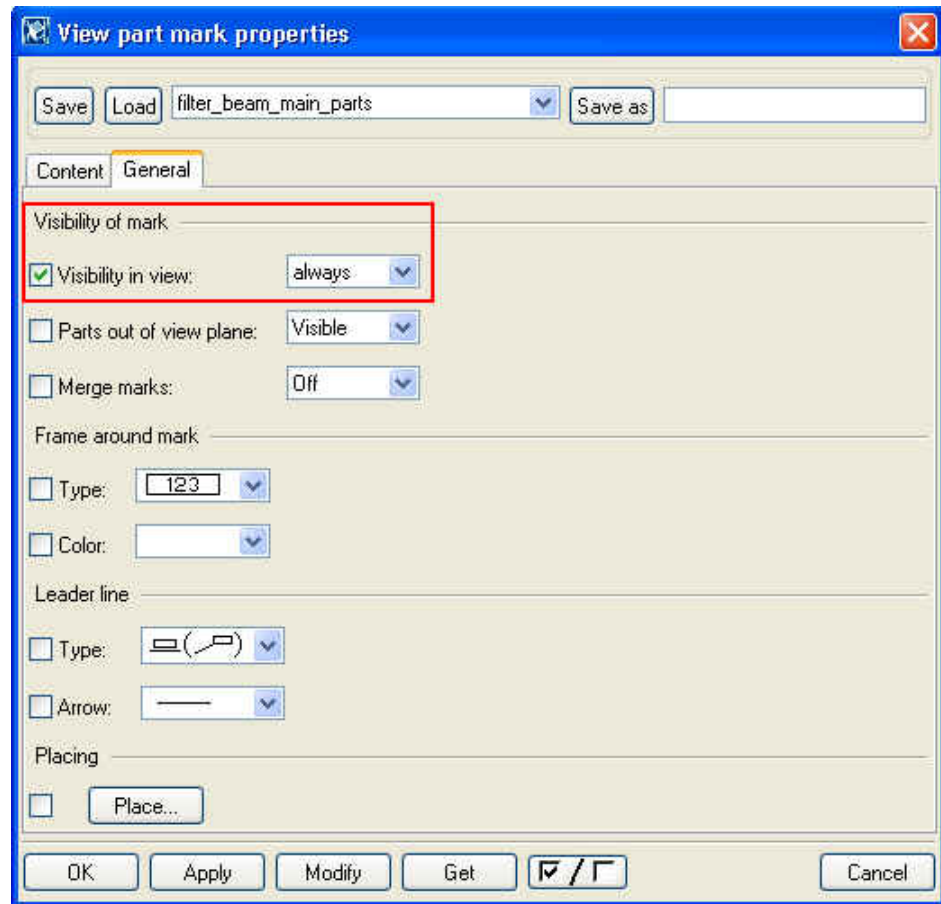 View part mark properties
Save Load filter_beam_main_parts Save as
Content General
Visibility of mark
Visibility in view: always
Parts out of view plane: Visible
Merge marks: Off
Frame around mark
Type: 123
Color:
Leader line
Type:
Arrow:
Placing
Place...
OK Apply Modify Get / Cancel